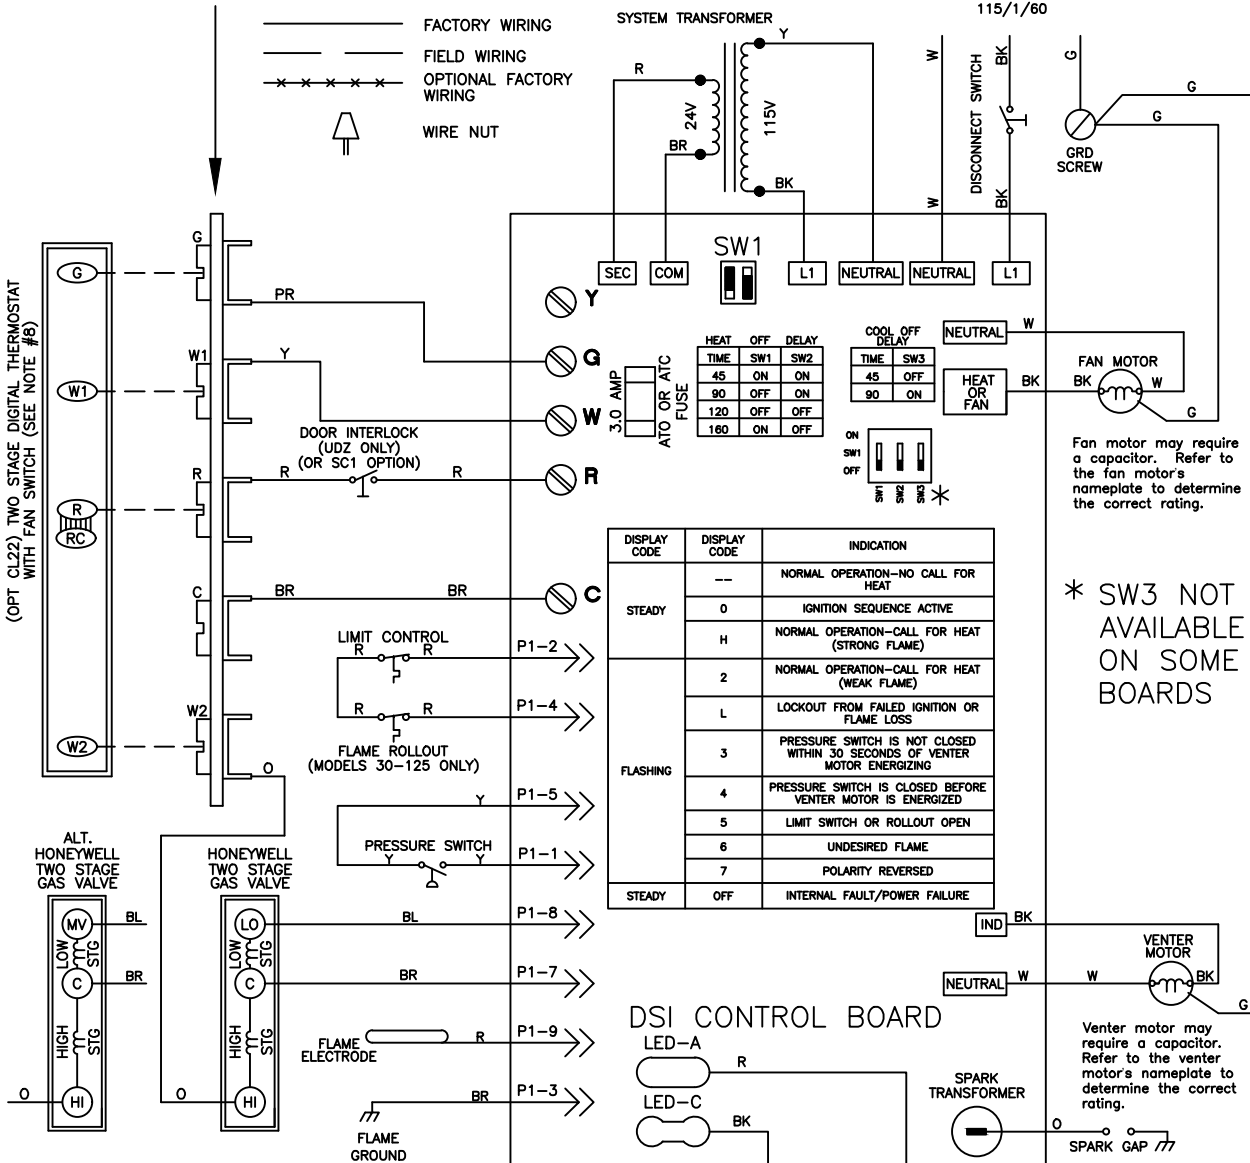 115/1/60
FACTORY WIRING
FIELD WIRING
OPTIONAL FACTORY
WIRING
WIRE NUT
SYSTEM TRANSFORMER
Y
R
24V
115V
BR
BK
W
W
BK
DISCONNECT SWITCH
BK
G
GRD
SCREW
G
G
SW1
SEC
COM
L1
NEUTRAL
NEUTRAL
L1
(OPT CL22) TWO STAGE DIGITAL THERMOSTAT
WITH FAN SWITCH (SEE NOTE #8)
G
W1
R
RC
W2
G
W1
R
C
W2
PR
Y
DOOR INTERLOCK
(UDZ ONLY)
(OR SC1 OPTION)
R
R
BR
BR
O
Y
G
W
R
C
3.0 AMP
ATO OR ATC
FUSE
HEAT OFF DELAY
TIME SW1 SW2
45 ON ON
90 OFF ON
120 OFF OFF
160 ON OFF
COOL OFF
DELAY
TIME SW3
45 OFF
90 ON
ON
SW1
OFF
SW1
SW2
SW3
*
NEUTRAL
W
HEAT
OR
FAN
BK
BK
W
FAN MOTOR
G
Fan motor may require
a capacitor. Refer to
the fan motor's
nameplate to determine
the correct rating.
* SW3 NOT
AVAILABLE
ON SOME
BOARDS
LIMIT CONTROL
R
R
P1-2
R
R
P1-4
FLAME ROLLOUT
(MODELS 30-125 ONLY)
Y
P1-5
PRESSURE SWITCH
Y
Y
P1-1
DISPLAY
CODE
DISPLAY
CODE
INDICATION
STEADY
--
NORMAL OPERATION-NO CALL FOR
HEAT
0
IGNITION SEQUENCE ACTIVE
H
NORMAL OPERATION-CALL FOR HEAT
(STRONG FLAME)
FLASHING
2
NORMAL OPERATION-CALL FOR HEAT
(WEAK FLAME)
L
LOCKOUT FROM FAILED IGNITION OR
FLAME LOSS
3
PRESSURE SWITCH IS NOT CLOSED
WITHIN 30 SECONDS OF VENTER
MOTOR ENERGIZING
4
PRESSURE SWITCH IS CLOSED BEFORE
VENTER MOTOR IS ENERGIZED
5
LIMIT SWITCH OR ROLLOUT OPEN
6
UNDESIRED FLAME
7
POLARITY REVERSED
STEADY
OFF
INTERNAL FAULT/POWER FAILURE
ALT.
HONEYWELL
TWO STAGE
GAS VALVE
MV
BL
LOW
STG
C
BR
HIGH
STG
O
HI
HONEYWELL
TWO STAGE
GAS VALVE
LO
BL
P1-8
LOW
STG
C
BR
P1-7
HIGH
STG
O
HI
FLAME
ELECTRODE
R
P1-9
BR
P1-3
FLAME
GROUND
IND
BK
VENTER
MOTOR
NEUTRAL
W
W
BK
G
DSI CONTROL BOARD
LED-A
R
LED-C
BK
SPARK
TRANSFORMER
O
SPARK GAP
Venter motor may
require a capacitor.
Refer to the venter
motor's nameplate to
determine the correct
rating.